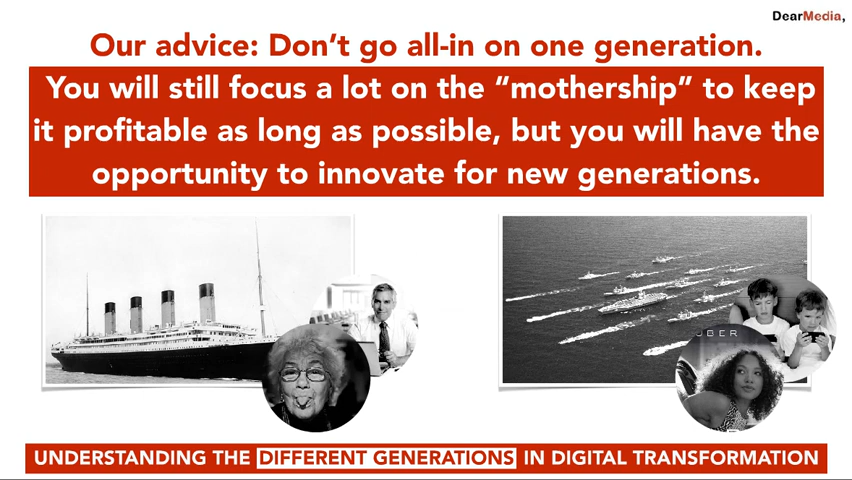 DearMedia,
Our advice: Don't go all-in on one generation.
You will still focus a lot on the “mothership” to keep
it profitable as long as possible, but you will have the
opportunity to innovate for new generations.
UBER
UNDERSTANDING THE DIFFERENT GENERATIONS IN DIGITAL TRANSFORMATION